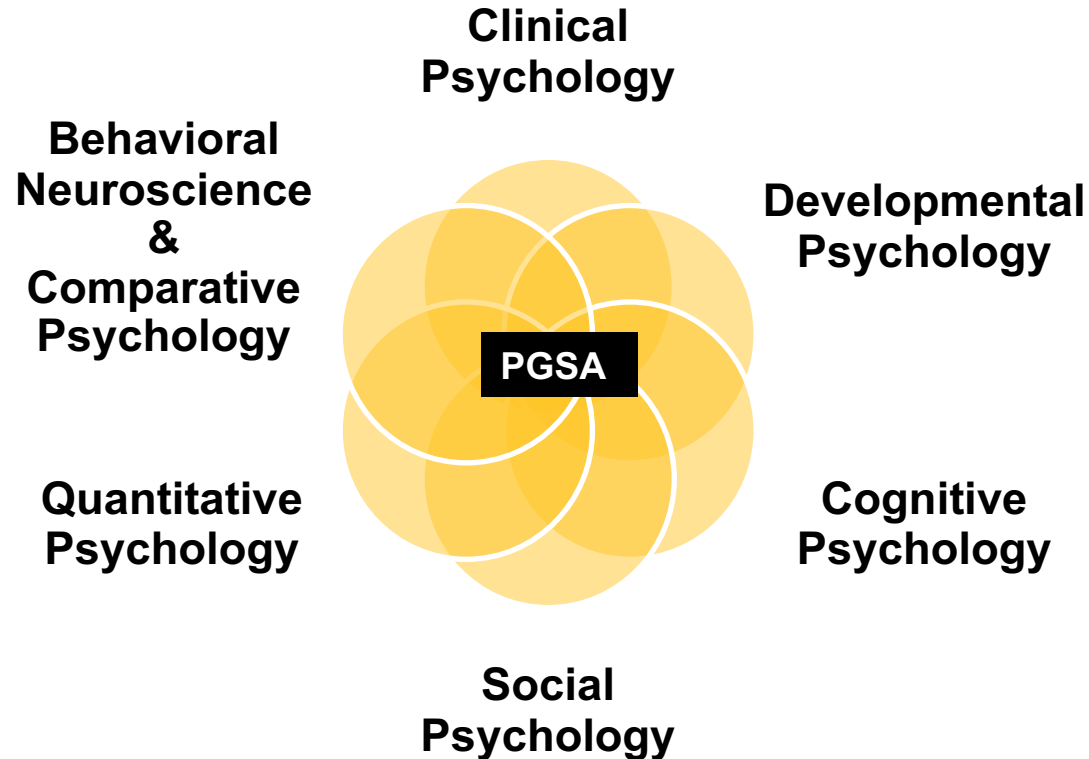 Clinical
Psychology
Behavioral
Neuroscience
&
Comparative
Psychology
Developmental
Psychology
PGSA
Quantitative
Psychology
Cognitive
Psychology
Social
Psychology